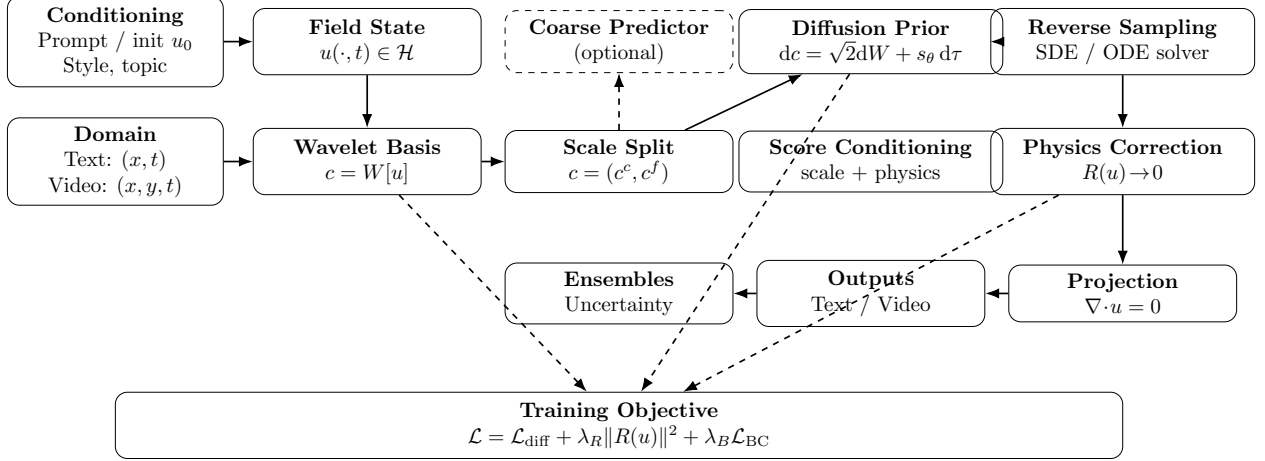 Conditioning
Prompt / init u₀
Style, topic
Field State
u(·, t) ∈ ℋ
Coarse Predictor
(optional)
Diffusion Prior
dc = √2dW + s_θ dτ
Reverse Sampling
SDE / ODE solver
Domain
Text: (x, t)
Video: (x, y, t)
Wavelet Basis
c = W[u]
Scale Split
c = (c^c, c^f)
Score Conditioning
scale + physics
Physics Correction
R(u)→0
Ensembles
Uncertainty
Outputs
Text / Video
Projection
∇·u = 0
Training Objective
ℒ = ℒ_diff + λ_R‖R(u)‖² + λ_Bℒ_BC